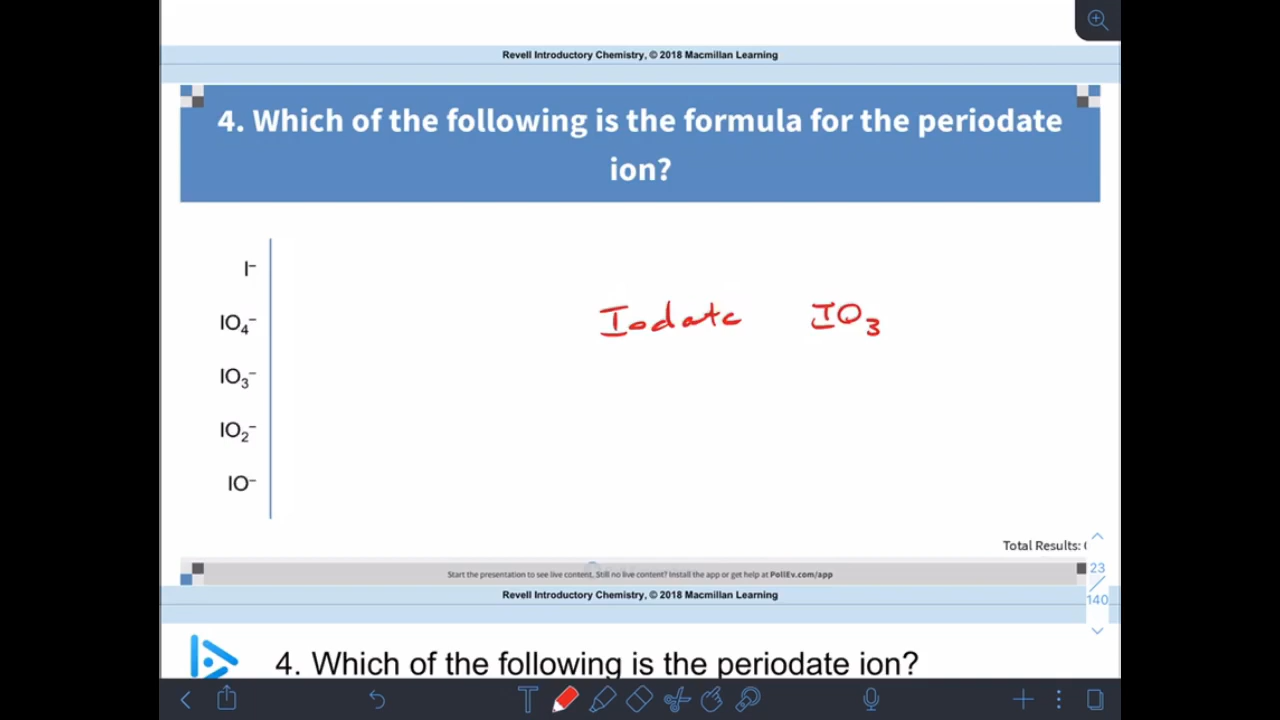 Revell Introductory Chemistry, © 2018 Macmillan Learning
4. Which of the following is the formula for the periodate
ion?
I⁻
IO₄⁻
Iodate IO₃
IO₃⁻
IO₂⁻
IO⁻
Total Results:
Start the presentation to see live content. Still no live content? Install the app or get help at PollEv.com/app
23
140
Revell Introductory Chemistry, © 2018 Macmillan Learning
4. Which of the following is the periodate ion?